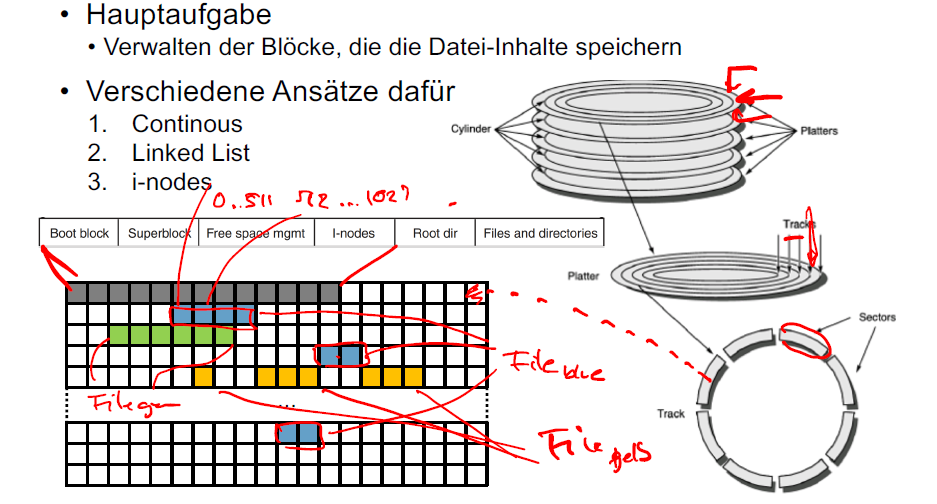 • Hauptaufgabe
• Verwalten der Blöcke, die die Datei-Inhalte speichern
• Verschiedene Ansätze dafür
1. Continous
2. Linked List
3. i-nodes
Cylinder
Platters
0..511 512 ... 1023
Boot block Superblock Free space mgmt I-nodes Root dir Files and directories
Tracks
Platter
Sectors
File blue
File
...
Track
File gelb